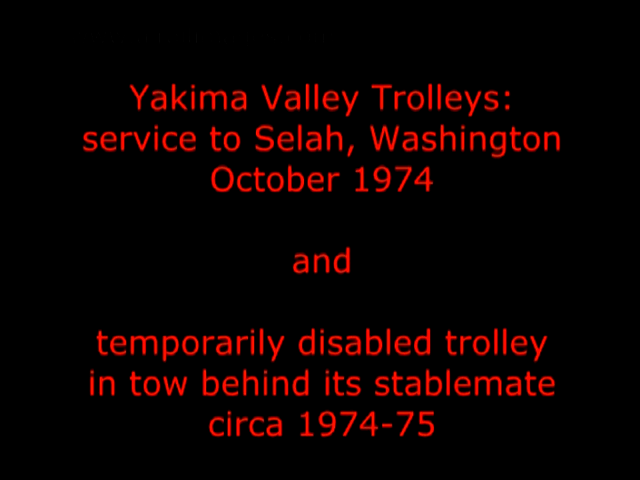 Yakima Valley Trolleys:
service to Selah, Washington
October 1974
and
temporarily disabled trolley
in tow behind its stablemate
circa 1974-75